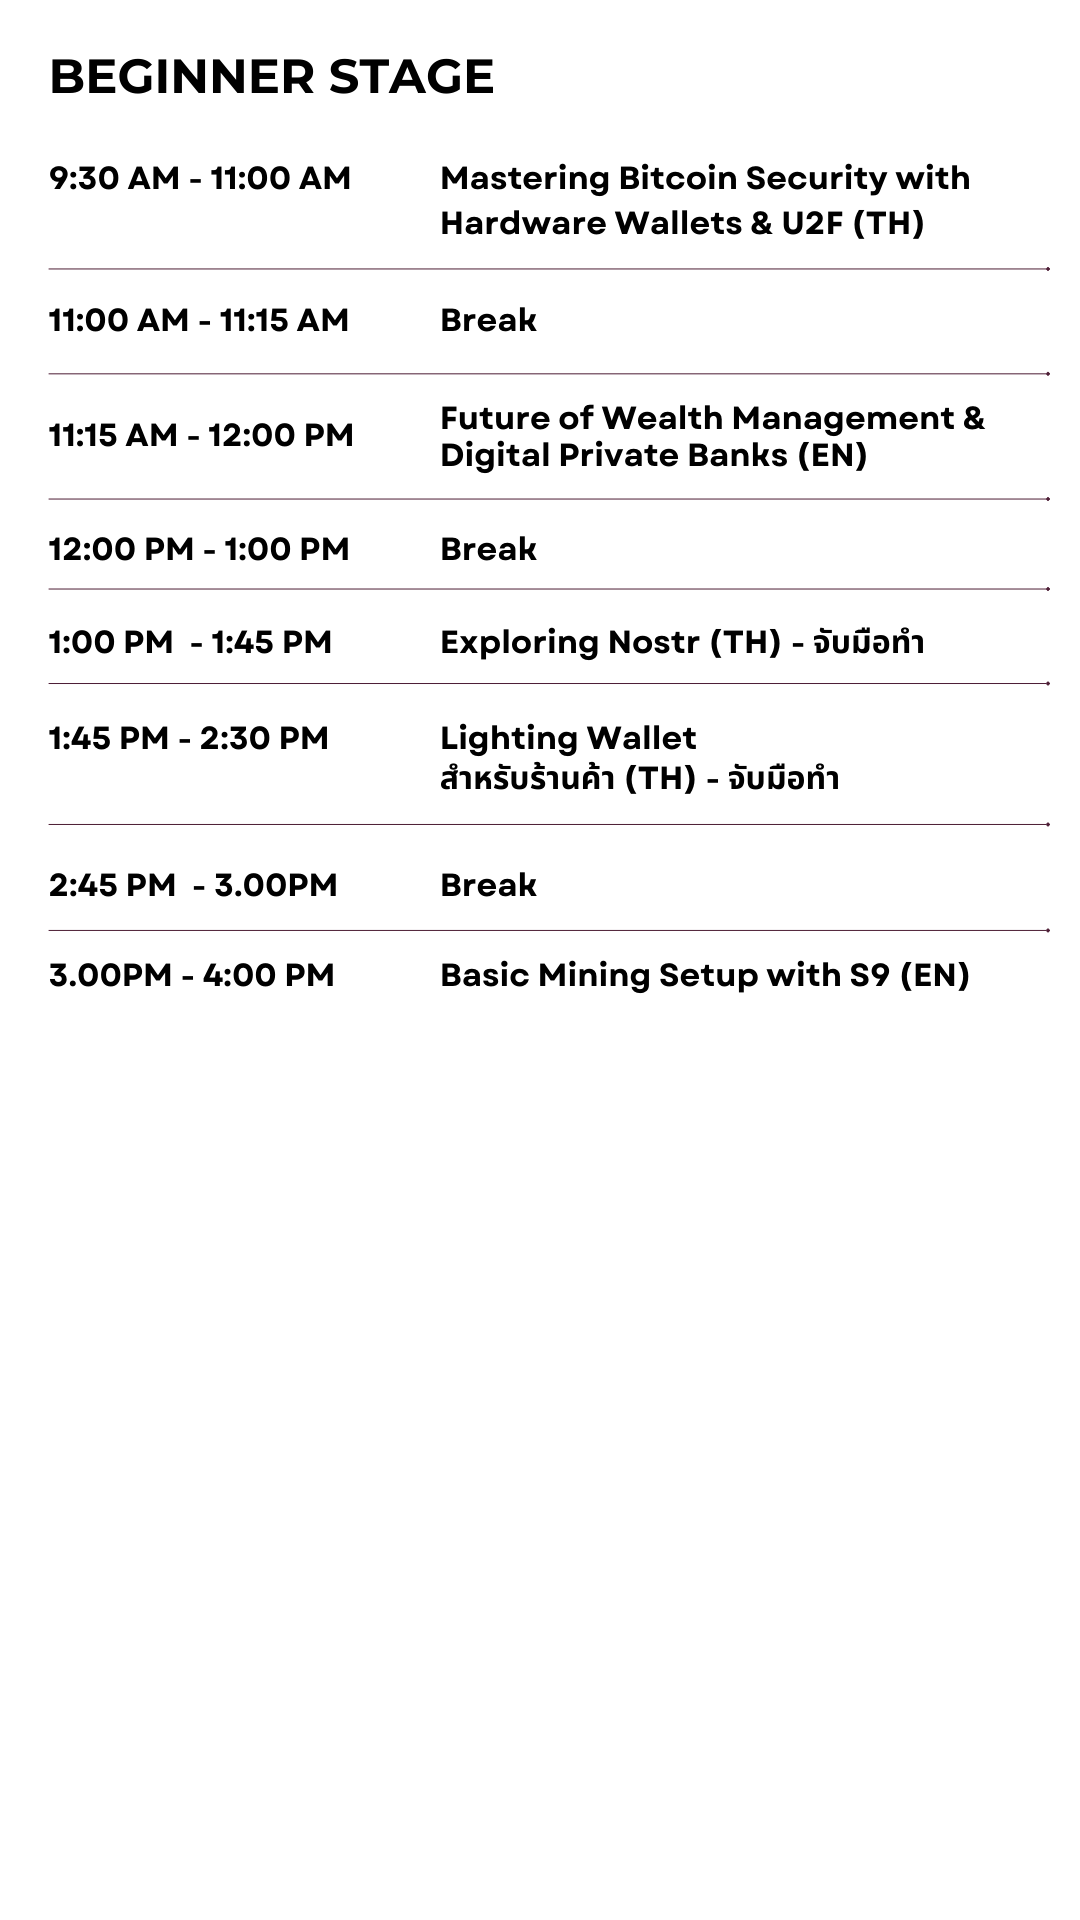 BEGINNER STAGE
9:30 AM - 11:00 AM Mastering Bitcoin Security with
Hardware Wallets & U2F (TH)
11:00 AM - 11:15 AM Break
11:15 AM - 12:00 PM Future of Wealth Management &
Digital Private Banks (EN)
12:00 PM - 1:00 PM Break
1:00 PM - 1:45 PM Exploring Nostr (TH) - จับมือทำ
1:45 PM - 2:30 PM Lighting Wallet
สำหรับร้านค้า (TH) - จับมือทำ
2:45 PM - 3.00PM Break
3.00PM - 4:00 PM Basic Mining Setup with S9 (EN)